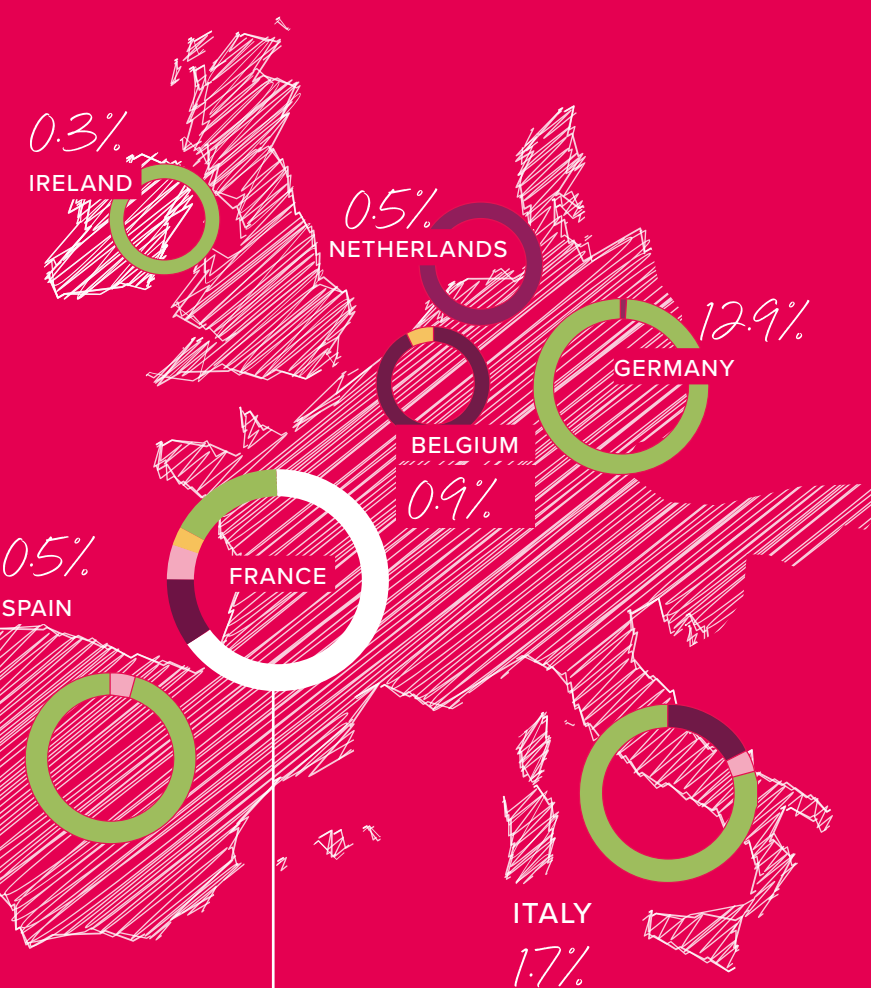 0.3%
IRELAND
0.5%
NETHERLANDS
12.9%
GERMANY
BELGIUM
0.9%
0.5%
SPAIN
FRANCE
ITALY
1.7%